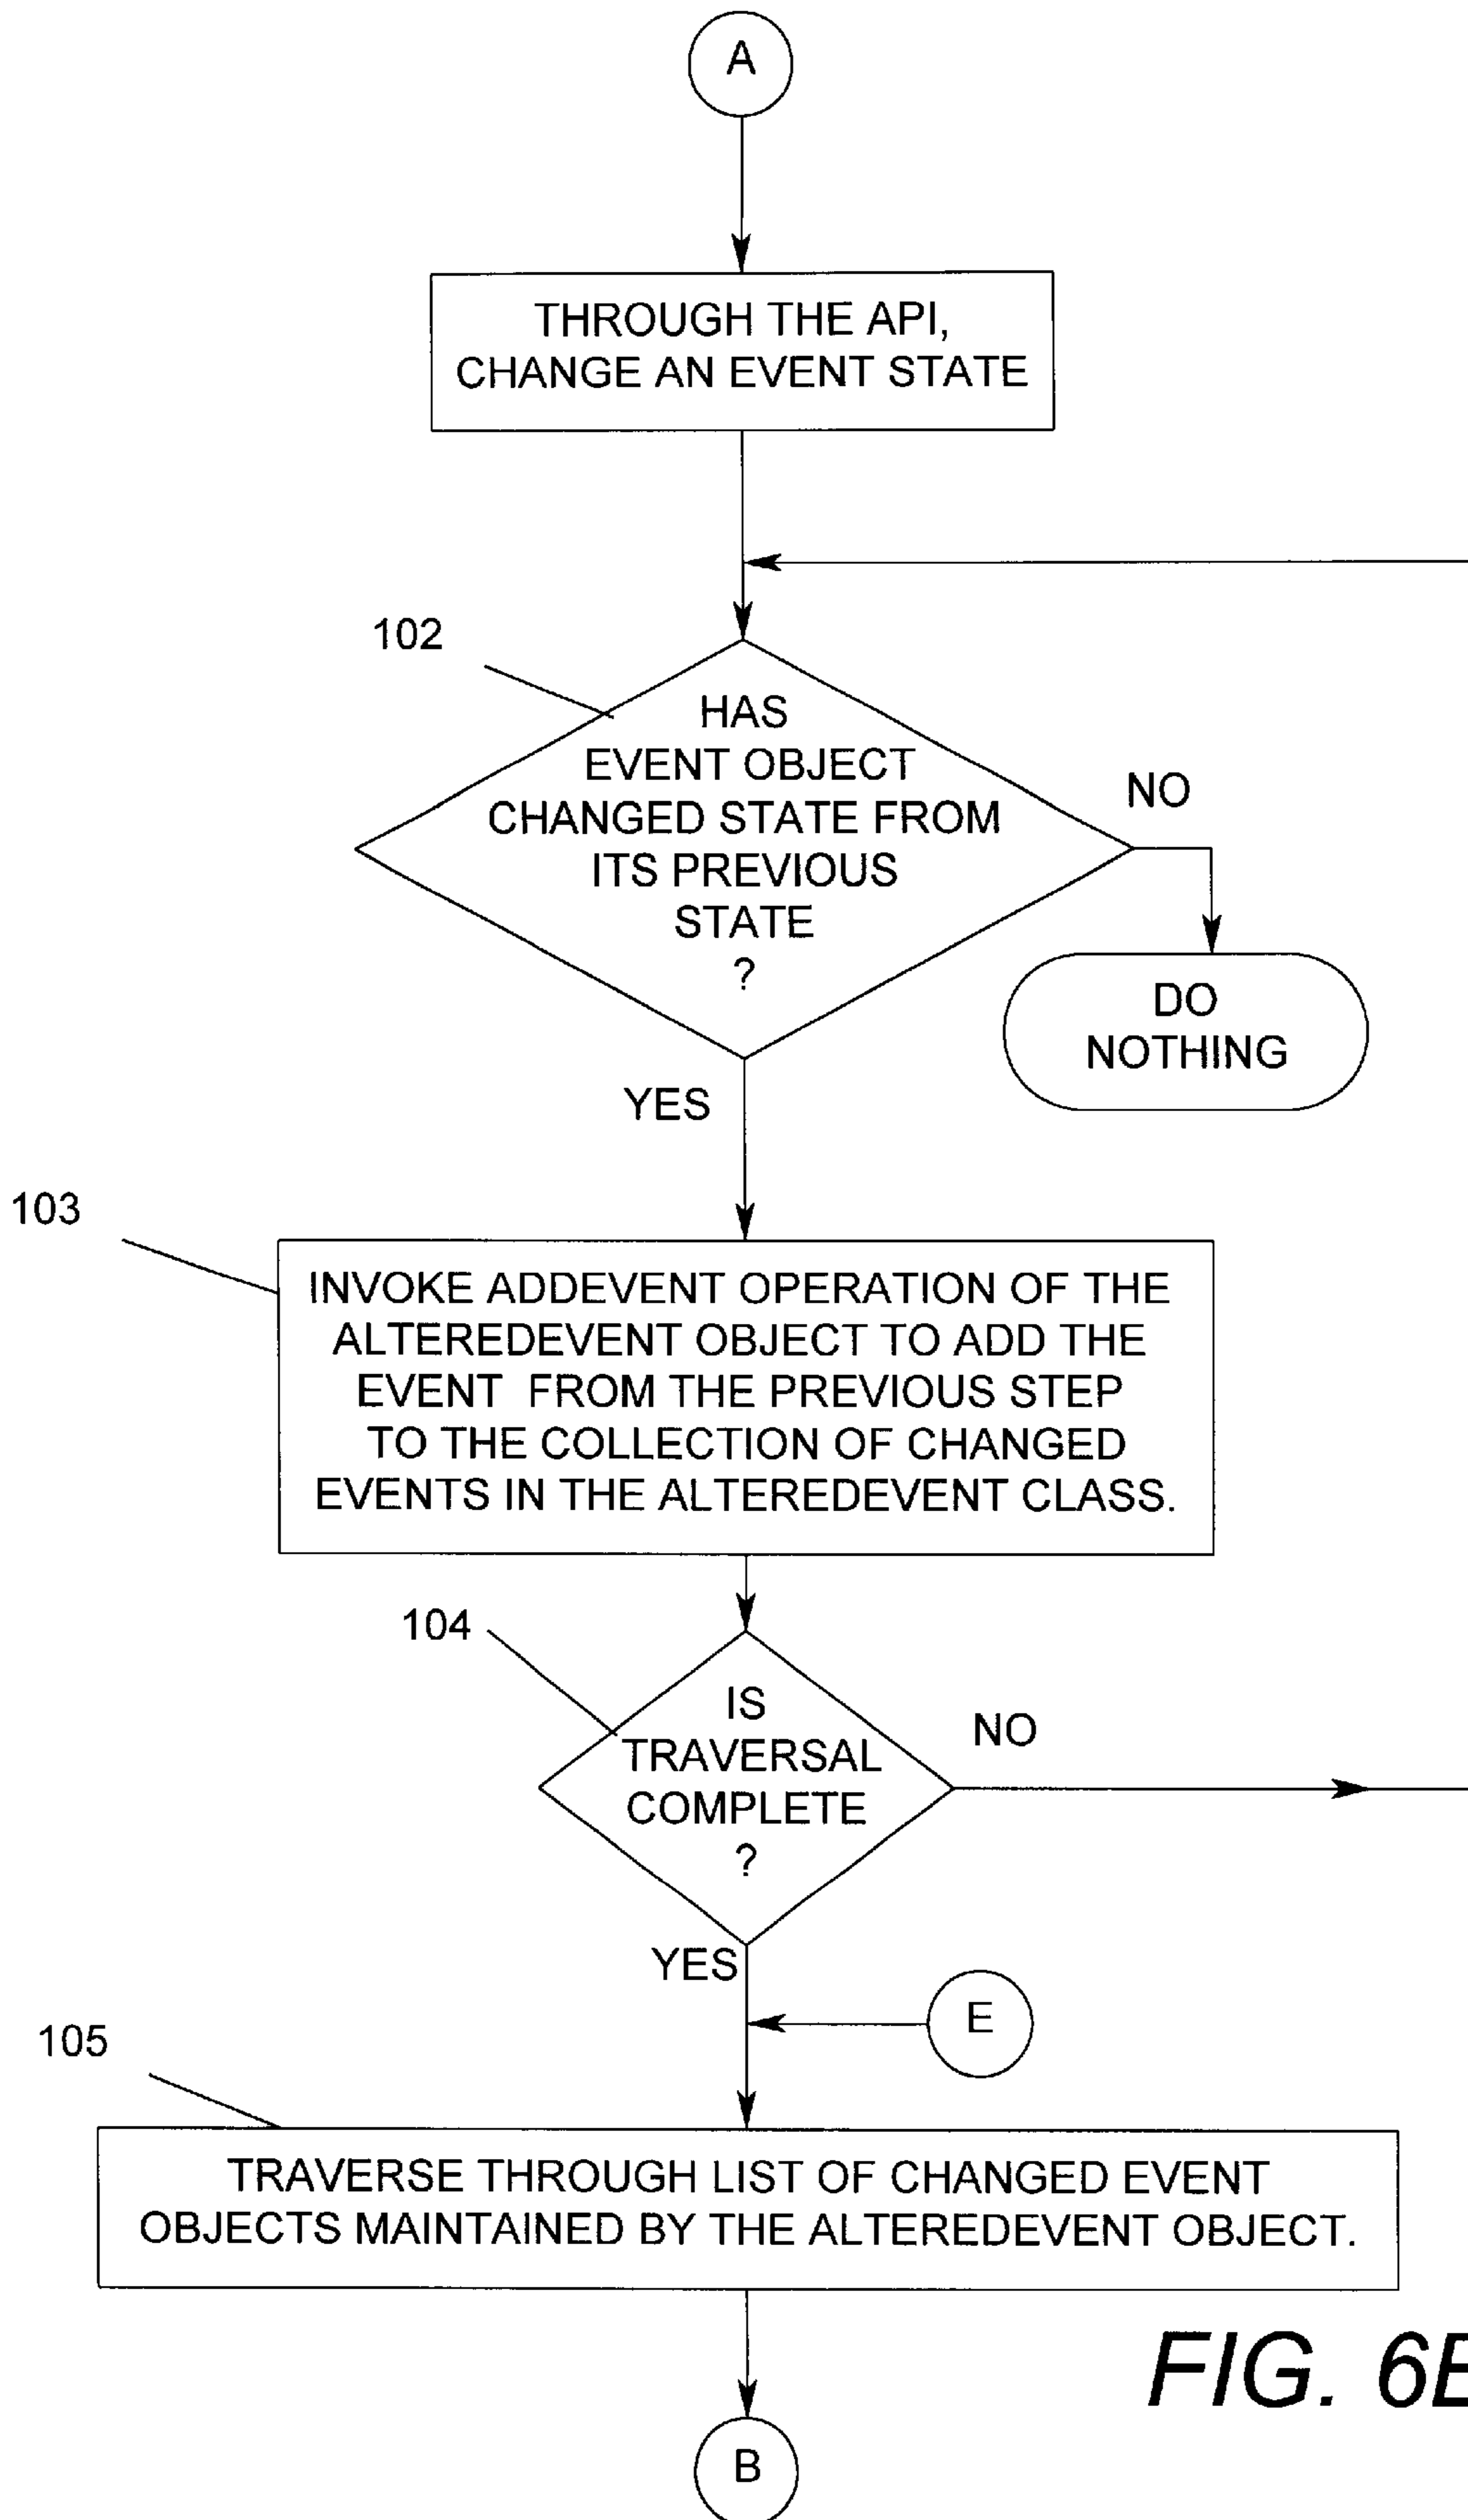 A
THROUGH THE API,
CHANGE AN EVENT STATE
102
HAS
EVENT OBJECT
CHANGED STATE FROM
ITS PREVIOUS
STATE
?
NO
DO
NOTHING
YES
103
INVOKE ADDEVENT OPERATION OF THE
ALTEREDEVENT OBJECT TO ADD THE
EVENT FROM THE PREVIOUS STEP
TO THE COLLECTION OF CHANGED
EVENTS IN THE ALTEREDEVENT CLASS.
104
IS
TRAVERSAL
COMPLETE
?
NO
YES
E
105
TRAVERSE THROUGH LIST OF CHANGED EVENT
OBJECTS MAINTAINED BY THE ALTEREDEVENT OBJECT.
FIG.
B